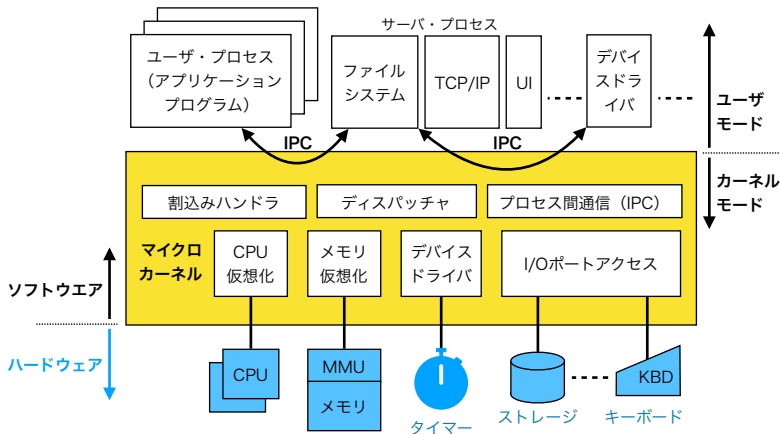 サーバ・プロセス
ユーザ・プロセス
（アプリケーション
プログラム）
ファイル
システム
TCP/IP
UI
デバイ
スドラ
イバ
ユーザ
モード
IPC
IPC
カーネル
モード
割込みハンドラ
ディスパッチャ
プロセス間通信（IPC）
マイクロ
カーネル
CPU
仮想化
メモリ
仮想化
デバイス
ドライバ
I/Oポートアクセス
ソフトウエア
ハードウェア
CPU
MMU
メモリ
タイマー
ストレージ
KBD
キーボード